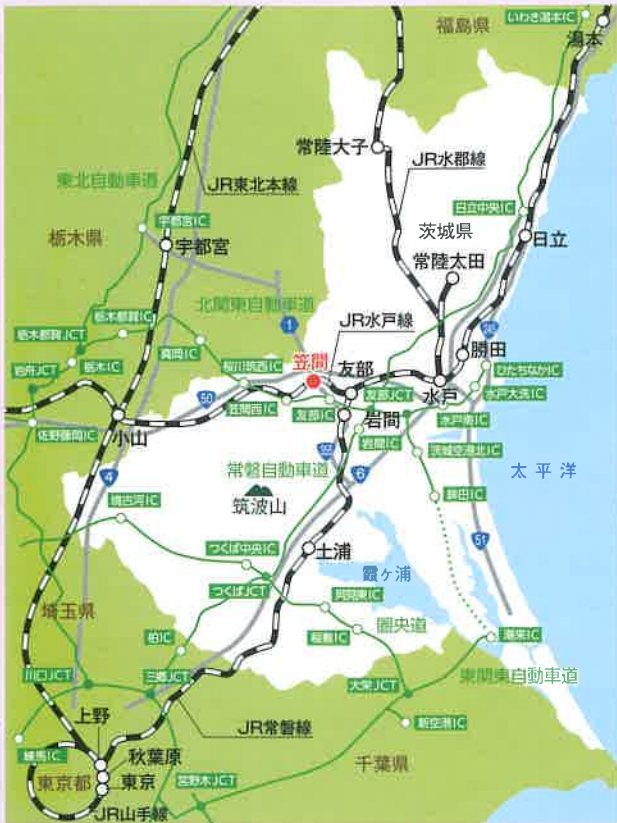 いわき湯本IC
福島県
湯本
常陸大子
JR水郡線
東北自動車道
JR東北本線
日立中央IC
宇都宮IC
茨城県
栃木県
宇都宮
日立
常陸太田
北関東自動車道
1
JR水戸線
栃木都賀IC
245
栃木都賀JCT
勝田
真岡IC
笠間
友部
ひたちなかIC
岩舟JCT
栃木IC
桜川筑西IC
友部JCT
水戸
水戸大洗IC
50
笠間西IC
友部IC
水戸南IC
佐野藤岡IC
小山
岩間
岩間IC
茨城空港北IC
355
常磐自動車道
6
太平洋
4
鉾田IC
境古河IC
筑波山
51
つくば中央IC
土浦
霞ヶ浦
つくばJCT
阿見東IC
埼玉県
稲敷IC
圏央道
潮来IC
柏IC
川口JCT
三郷JCT
大栄JCT
東関東自動車道
上野
JR常磐線
新空港IC
練馬IC
秋葉原
千葉県
東京都
東京
宮野木JCT
JR山手線